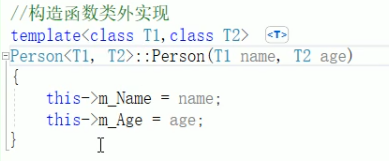 //构造函数类外实现
template<class T1,class T2> <T>
Person<T1, T2>::Person(T1 name, T2 age)
{
this->m_Name = name;
this->m_Age = age;
}